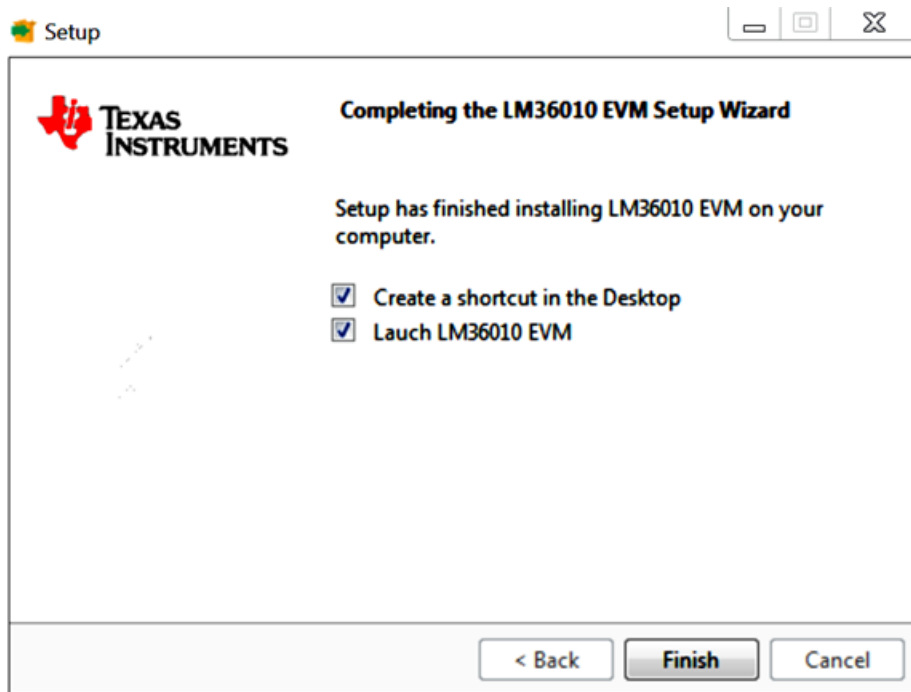 Setup
TEXAS
INSTRUMENTS
Completing the LM36010 EVM Setup Wizard
Setup has finished installing LM36010 EVM on your
computer.
Create a shortcut in the Desktop
Lauch LM36010 EVM
< Back
Finish
Cancel